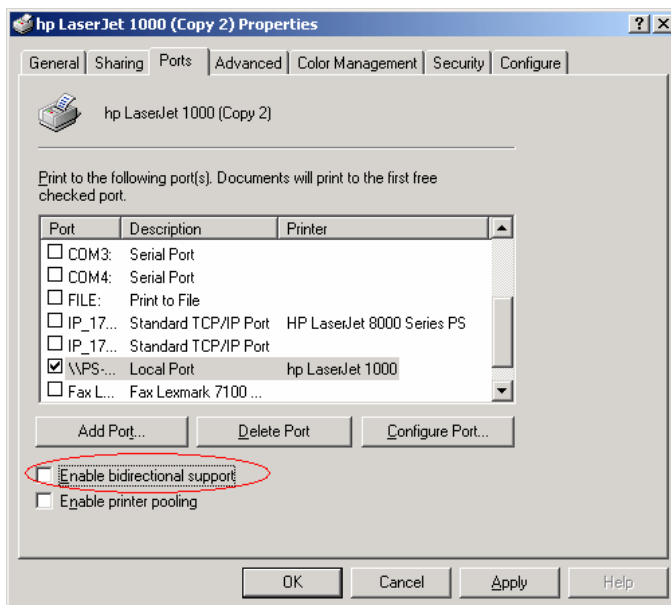 hp LaserJet 1000 (Copy 2) Properties
General Sharing Ports Advanced Color Management Security Configure
hp LaserJet 1000 (Copy 2)
Print to the following port(s). Documents will print to the first free
checked port.
Port Description Printer
COM3: Serial Port
COM4: Serial Port
FILE: Print to File
IP_17... Standard TCP/IP Port HP LaserJet 8000 Series PS
IP_17... Standard TCP/IP Port
\\PS-... Local Port hp LaserJet 1000
Fax L... Fax Lexmark 7100 ...
Add Port... Delete Port Configure Port...
Enable bidirectional support
Enable printer pooling
OK Cancel Apply Help